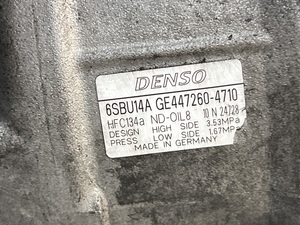 DENSO
6SBU14A GE447260-4710
HFC134a ND-OIL8 10 N 24728
DESIGN HIGH SIDE 3.53MPa
PRESS LOW SIDE 1.67MP
MADE IN GERMANY